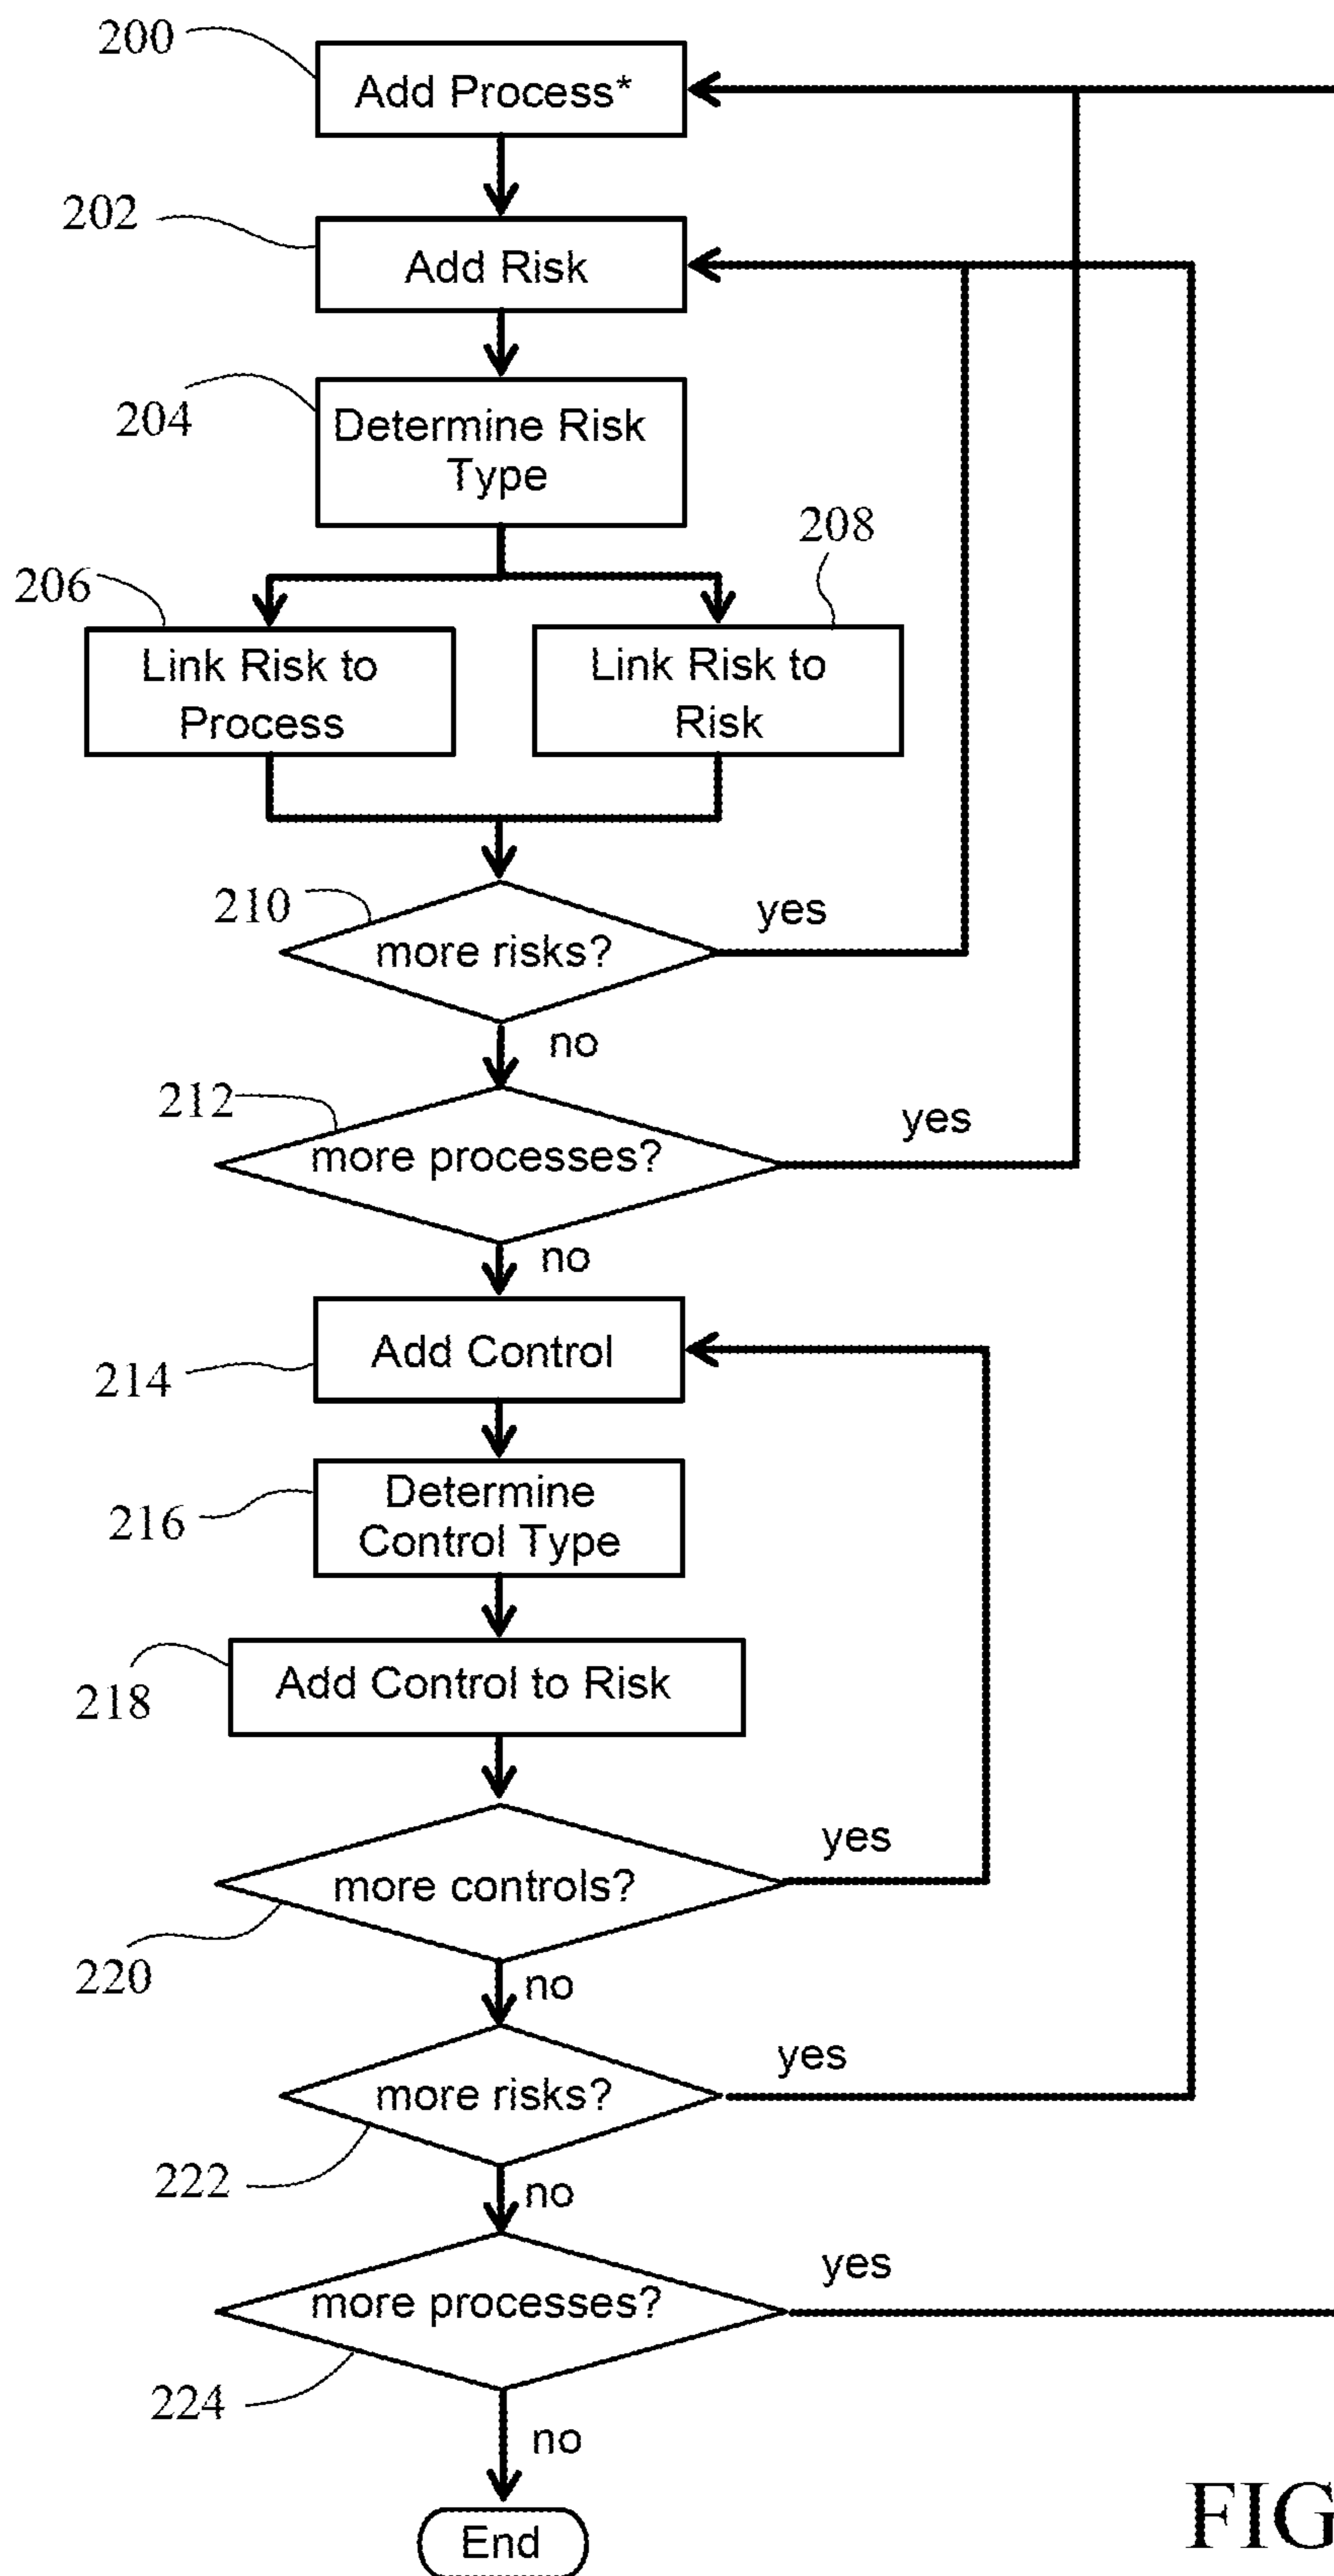 200
Add Process*
202
Add Risk
204
Determine Risk
Type
206
208
Link Risk to
Process
Link Risk to
Risk
210
more risks?
yes
no
212
more processes?
yes
no
214
Add Control
216
Determine
Control Type
218
Add Control to Risk
220
more controls?
yes
no
222
more risks?
yes
no
224
more processes?
yes
no
End
FIG